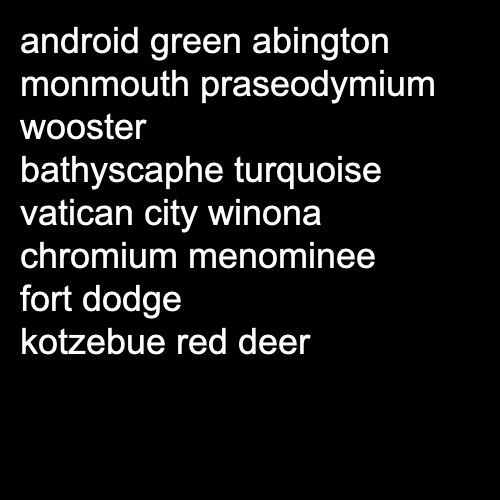 android green abington
monmouth praseodymium
wooster
bathyscaphe turquoise
vatican city winona
chromium menominee
fort dodge
kotzebue red deer